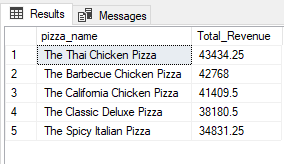 Results Messages
pizza_name Total_Revenue
1 The Thai Chicken Pizza 43434.25
2 The Barbecue Chicken Pizza 42768
3 The California Chicken Pizza 41409.5
4 The Classic Deluxe Pizza 38180.5
5 The Spicy Italian Pizza 34831.25